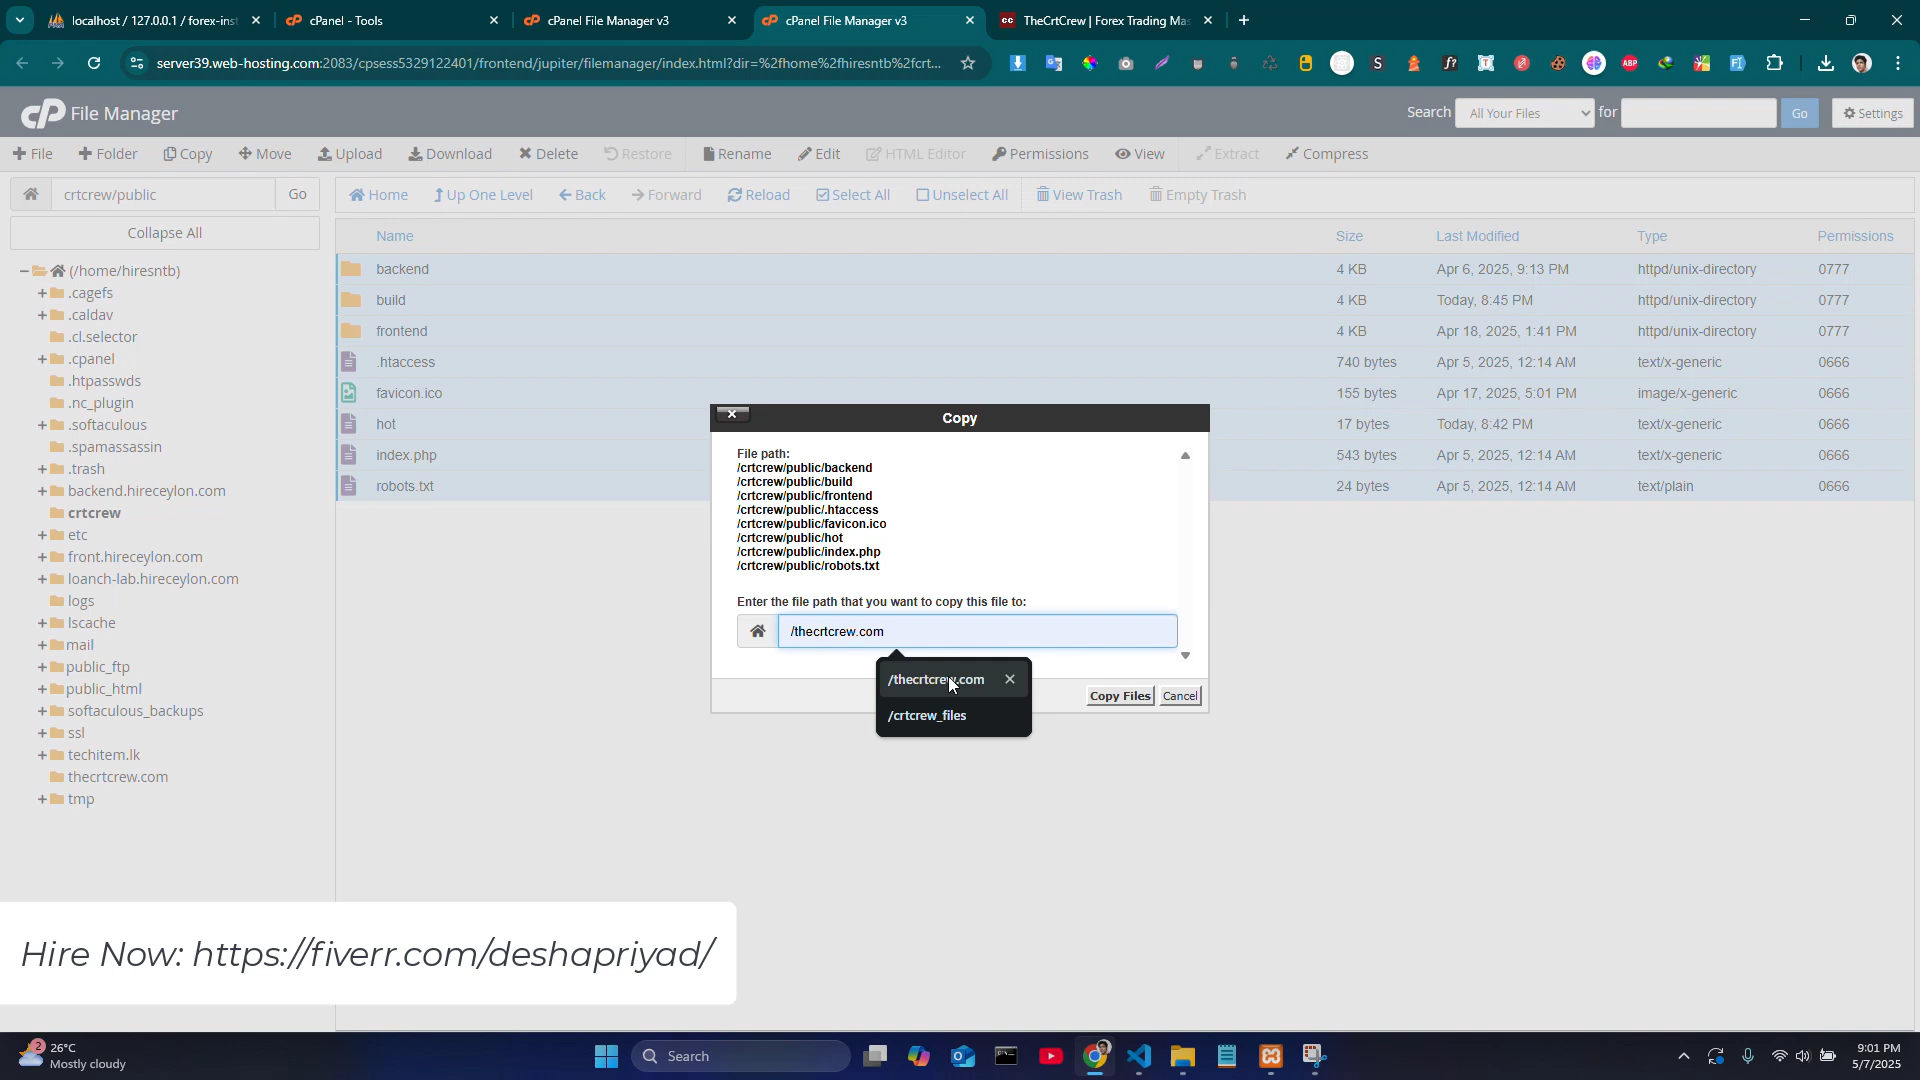 localhost / 127.0.0.1 / forex-inst
cPanel - Tools
cPanel File Manager v3
cPanel File Manager v3
TheCrtCrew | Forex Trading Mas
server39.web-hosting.com:2083/cpsess5329122401/frontend/jupiter/filemanager/index.html?dir=%2fhome%2fhiresntb%2fcrt...
cP File Manager
Search
All Your Files
for
Go
Settings
File
Folder
Copy
Move
Upload
Download
Delete
Restore
Rename
Edit
HTML Editor
Permissions
View
Extract
Compress
crtcrew/public
Go
Home
Up One Level
Back
Forward
Reload
Select All
Unselect All
View Trash
Empty Trash
Collapse All
(/home/hiresntb)
.cagefs
.caldav
.cl.selector
.cpanel
.htpasswds
.nc_plugin
.softaculous
.spamassassin
.trash
backend.hireceylon.com
crtcrew
etc
front.hireceylon.com
loanch-lab.hireceylon.com
logs
lscache
mail
public_ftp
public_html
softaculous_backups
ssl
techitem.lk
thecrtcrew.com
tmp
Name Size Last Modified Type Permissions
backend 4 KB Apr 6, 2025, 9:13 PM httpd/unix-directory 0777
build 4 KB Today, 8:45 PM httpd/unix-directory 0777
frontend 4 KB Apr 18, 2025, 1:41 PM httpd/unix-directory 0777
.htaccess 740 bytes Apr 5, 2025, 12:14 AM text/x-generic 0666
favicon.ico 155 bytes Apr 17, 2025, 5:01 PM image/x-generic 0666
hot 17 bytes Today, 8:42 PM text/x-generic 0666
index.php 543 bytes Apr 5, 2025, 12:14 AM text/x-generic 0666
robots.txt 24 bytes Apr 5, 2025, 12:14 AM text/plain 0666
Copy
File path:
/crtcrew/public/backend
/crtcrew/public/build
/crtcrew/public/frontend
/crtcrew/public/.htaccess
/crtcrew/public/favicon.ico
/crtcrew/public/hot
/crtcrew/public/index.php
/crtcrew/public/robots.txt
Enter the file path that you want to copy this file to:
/thecrtcrew.com
/thecrtcrew.com
/crtcrew_files
Copy Files
Cancel
Hire Now: https://fiverr.com/deshapriyad/
2
26°C
Mostly cloudy
Search
9:01 PM
5/7/2025